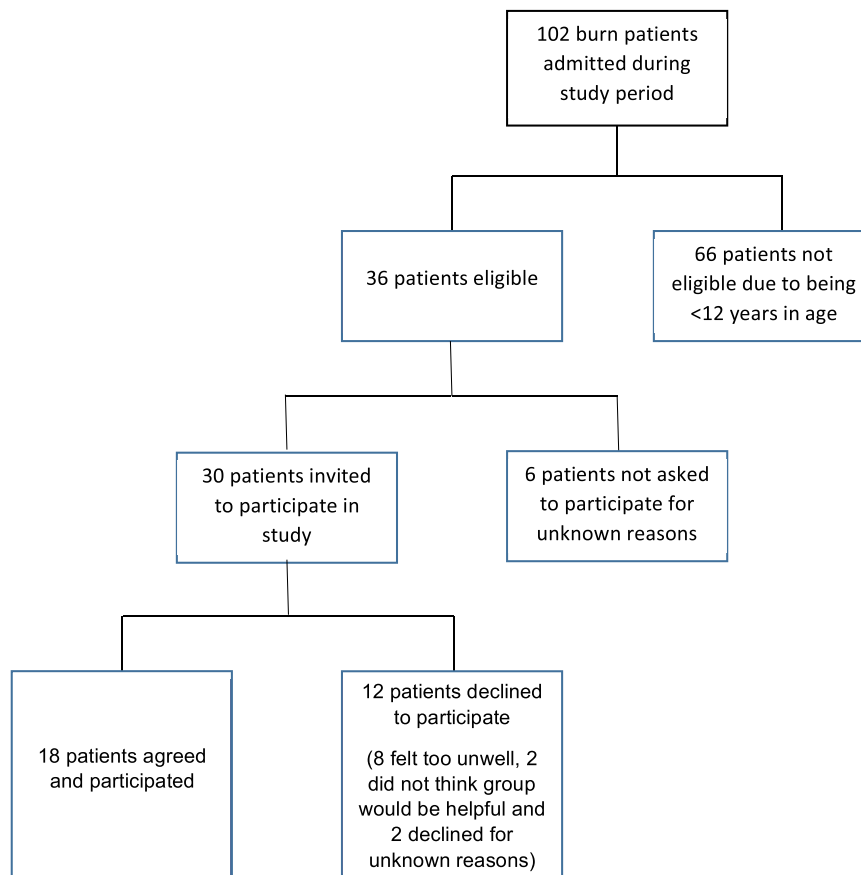 102 burn patients
admitted during
study period
36 patients eligible
66 patients not
eligible due to being
<12 years in age
30 patients invited
to participate in
study
6 patients not asked
to participate for
unknown reasons
18 patients agreed
and participated
12 patients declined
to participate
(8 felt too unwell, 2
did not think group
would be helpful and
2 declined for
unknown reasons)